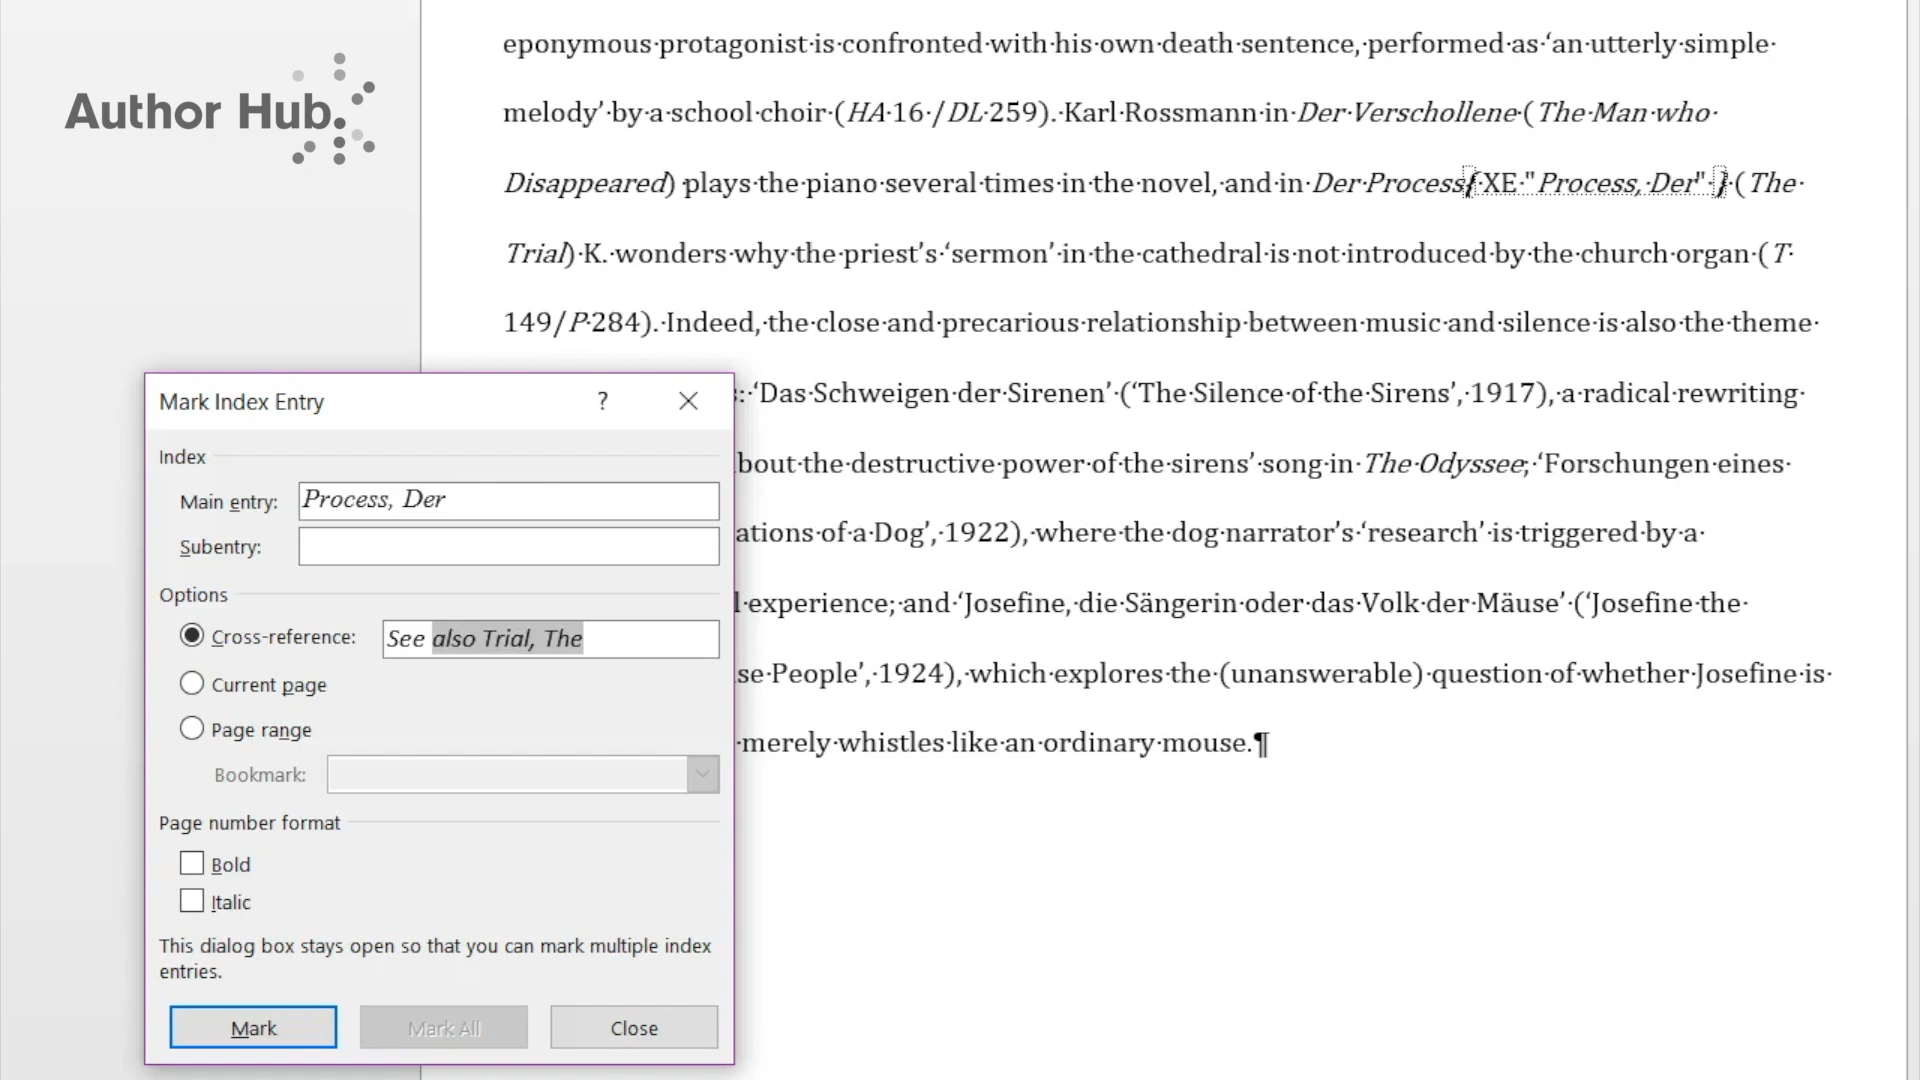 Author Hub.
eponymous·protagonist·is·confronted·with·his·own·death·sentence,·performed·as·‘an·utterly·simple·
melody’·by·a·school·choir·(HA·16·/DL·259).·Karl·Rossmann·in·Der·Verschollene·(The·Man·who·
Disappeared)·plays·the·piano·several·times·in·the·novel,·and·in·Der·Process{·XE·"Process,·Der"·}·(The·
Trial)·K.·wonders·why·the·priest’s·‘sermon’·in·the·cathedral·is·not·introduced·by·the·church·organ·(T·
149/P·284).·Indeed,·the·close·and·precarious·relationship·between·music·and·silence·is·also·the·theme·
:·‘Das·Schweigen·der·Sirenen’·(‘The·Silence·of·the·Sirens’,·1917),·a·radical·rewriting·
bout·the·destructive·power·of·the·sirens’·song·in·The·Odyssee;·‘Forschungen·eines·
ations·of·a·Dog’,·1922),·where·the·dog·narrator’s·‘research’·is·triggered·by·a·
l·experience;·and·‘Josefine,·die·Sängerin·oder·das·Volk·der·Mäuse’·(‘Josefine·the·
se·People’,·1924),·which·explores·the·(unanswerable)·question·of·whether·Josefine·is·
·merely·whistles·like·an·ordinary·mouse.¶
Mark Index Entry ?
Index
Main entry: Process, Der
Subentry:
Options
Cross-reference: See also Trial, The
Current page
Page range
Bookmark:
Page number format
Bold
Italic
This dialog box stays open so that you can mark multiple index
entries.
Mark Mark All Close